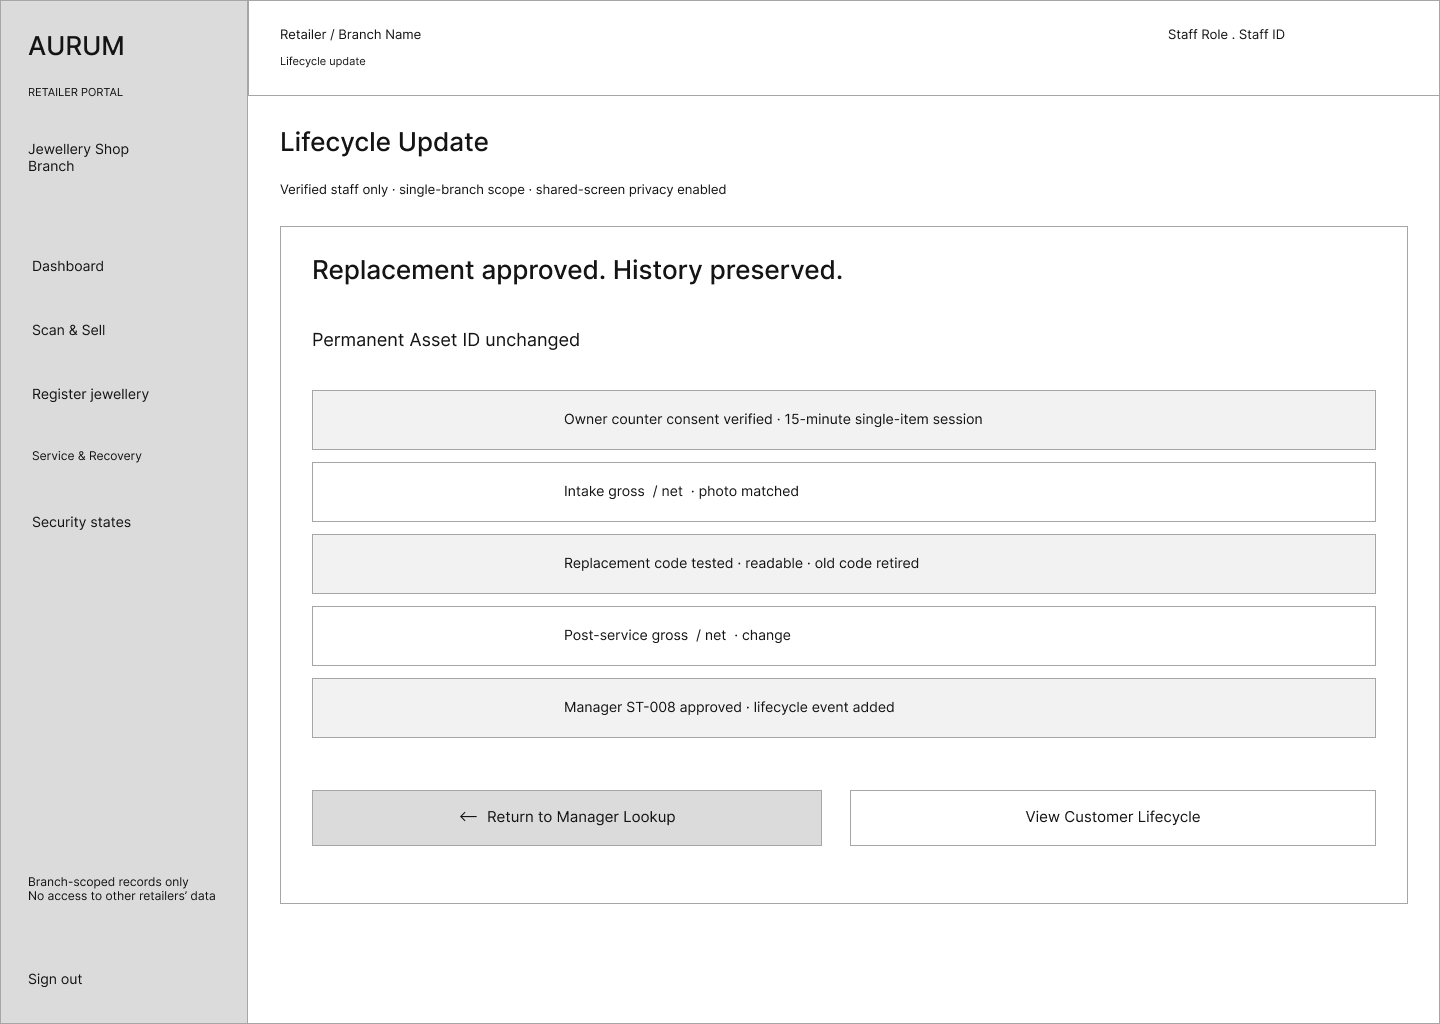 AURUM
RETAILER PORTAL
Jewellery Shop
Branch
Dashboard
Scan & Sell
Register jewellery
Service & Recovery
Security states
Branch-scoped records only
No access to other retailers’ data
Sign out
Retailer / Branch Name
Staff Role . Staff ID
Lifecycle update
Lifecycle Update
Verified staff only · single-branch scope · shared-screen privacy enabled
Replacement approved. History preserved.
Permanent Asset ID unchanged
Owner counter consent verified · 15-minute single-item session
Intake gross  / net  · photo matched
Replacement code tested · readable · old code retired
Post-service gross  / net  · change
Manager ST-008 approved · lifecycle event added
← Return to Manager Lookup
View Customer Lifecycle